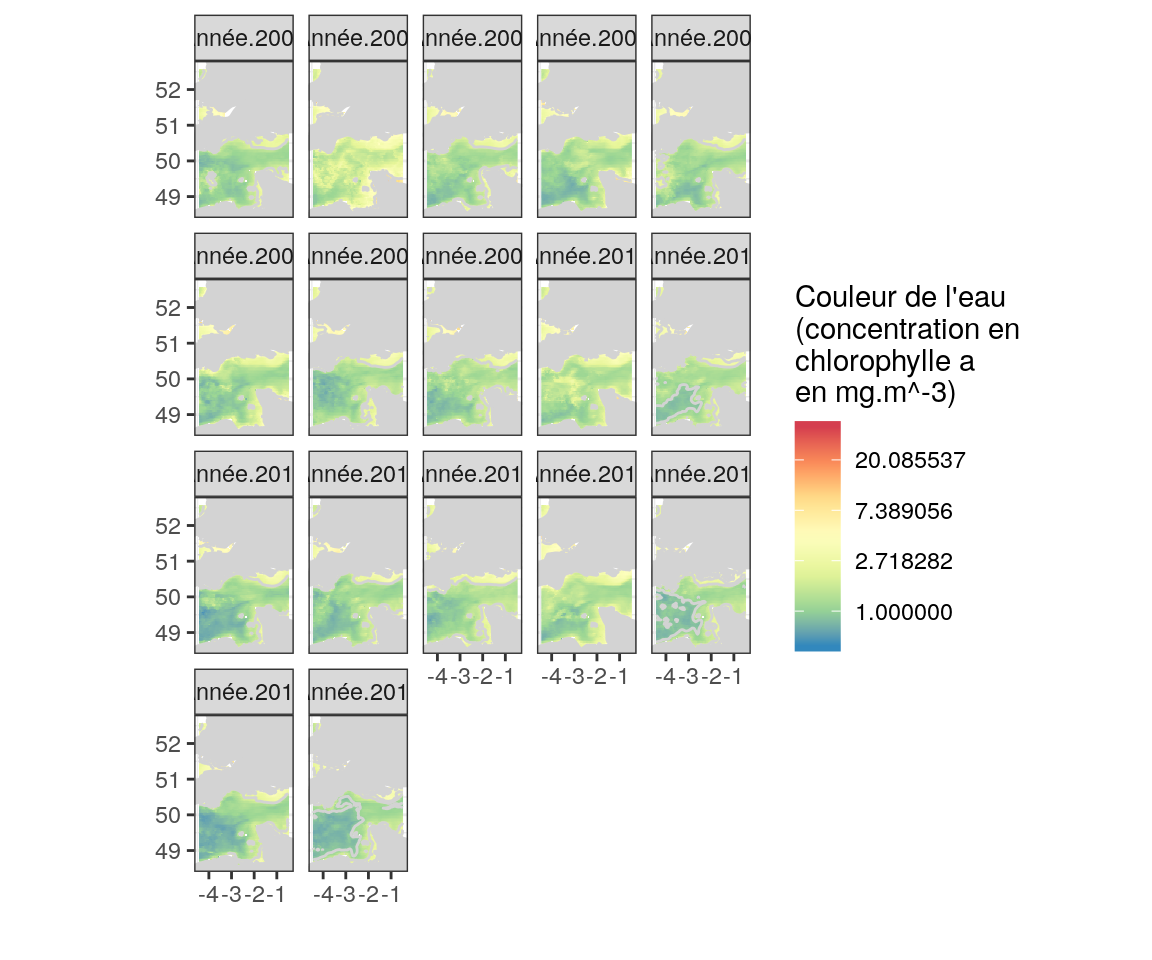 nnée.200 nnée.200 nnée.200 nnée.200 nnée.200
52
51
50
49
nnée.200 nnée.200 nnée.200 nnée.201 nnée.201
52
51
50
49
nnée.201 nnée.201 nnée.201 nnée.201 nnée.201
52
51
50
49
-4 -3 -2 -1 -4 -3 -2 -1 -4 -3 -2 -1
nnée.201 nnée.201
52
51
50
49
-4 -3 -2 -1 -4 -3 -2 -1
Couleur de l'eau
(concentration en
chlorophylle a
en mg.m^-3)
20.085537
7.389056
2.718282
1.000000